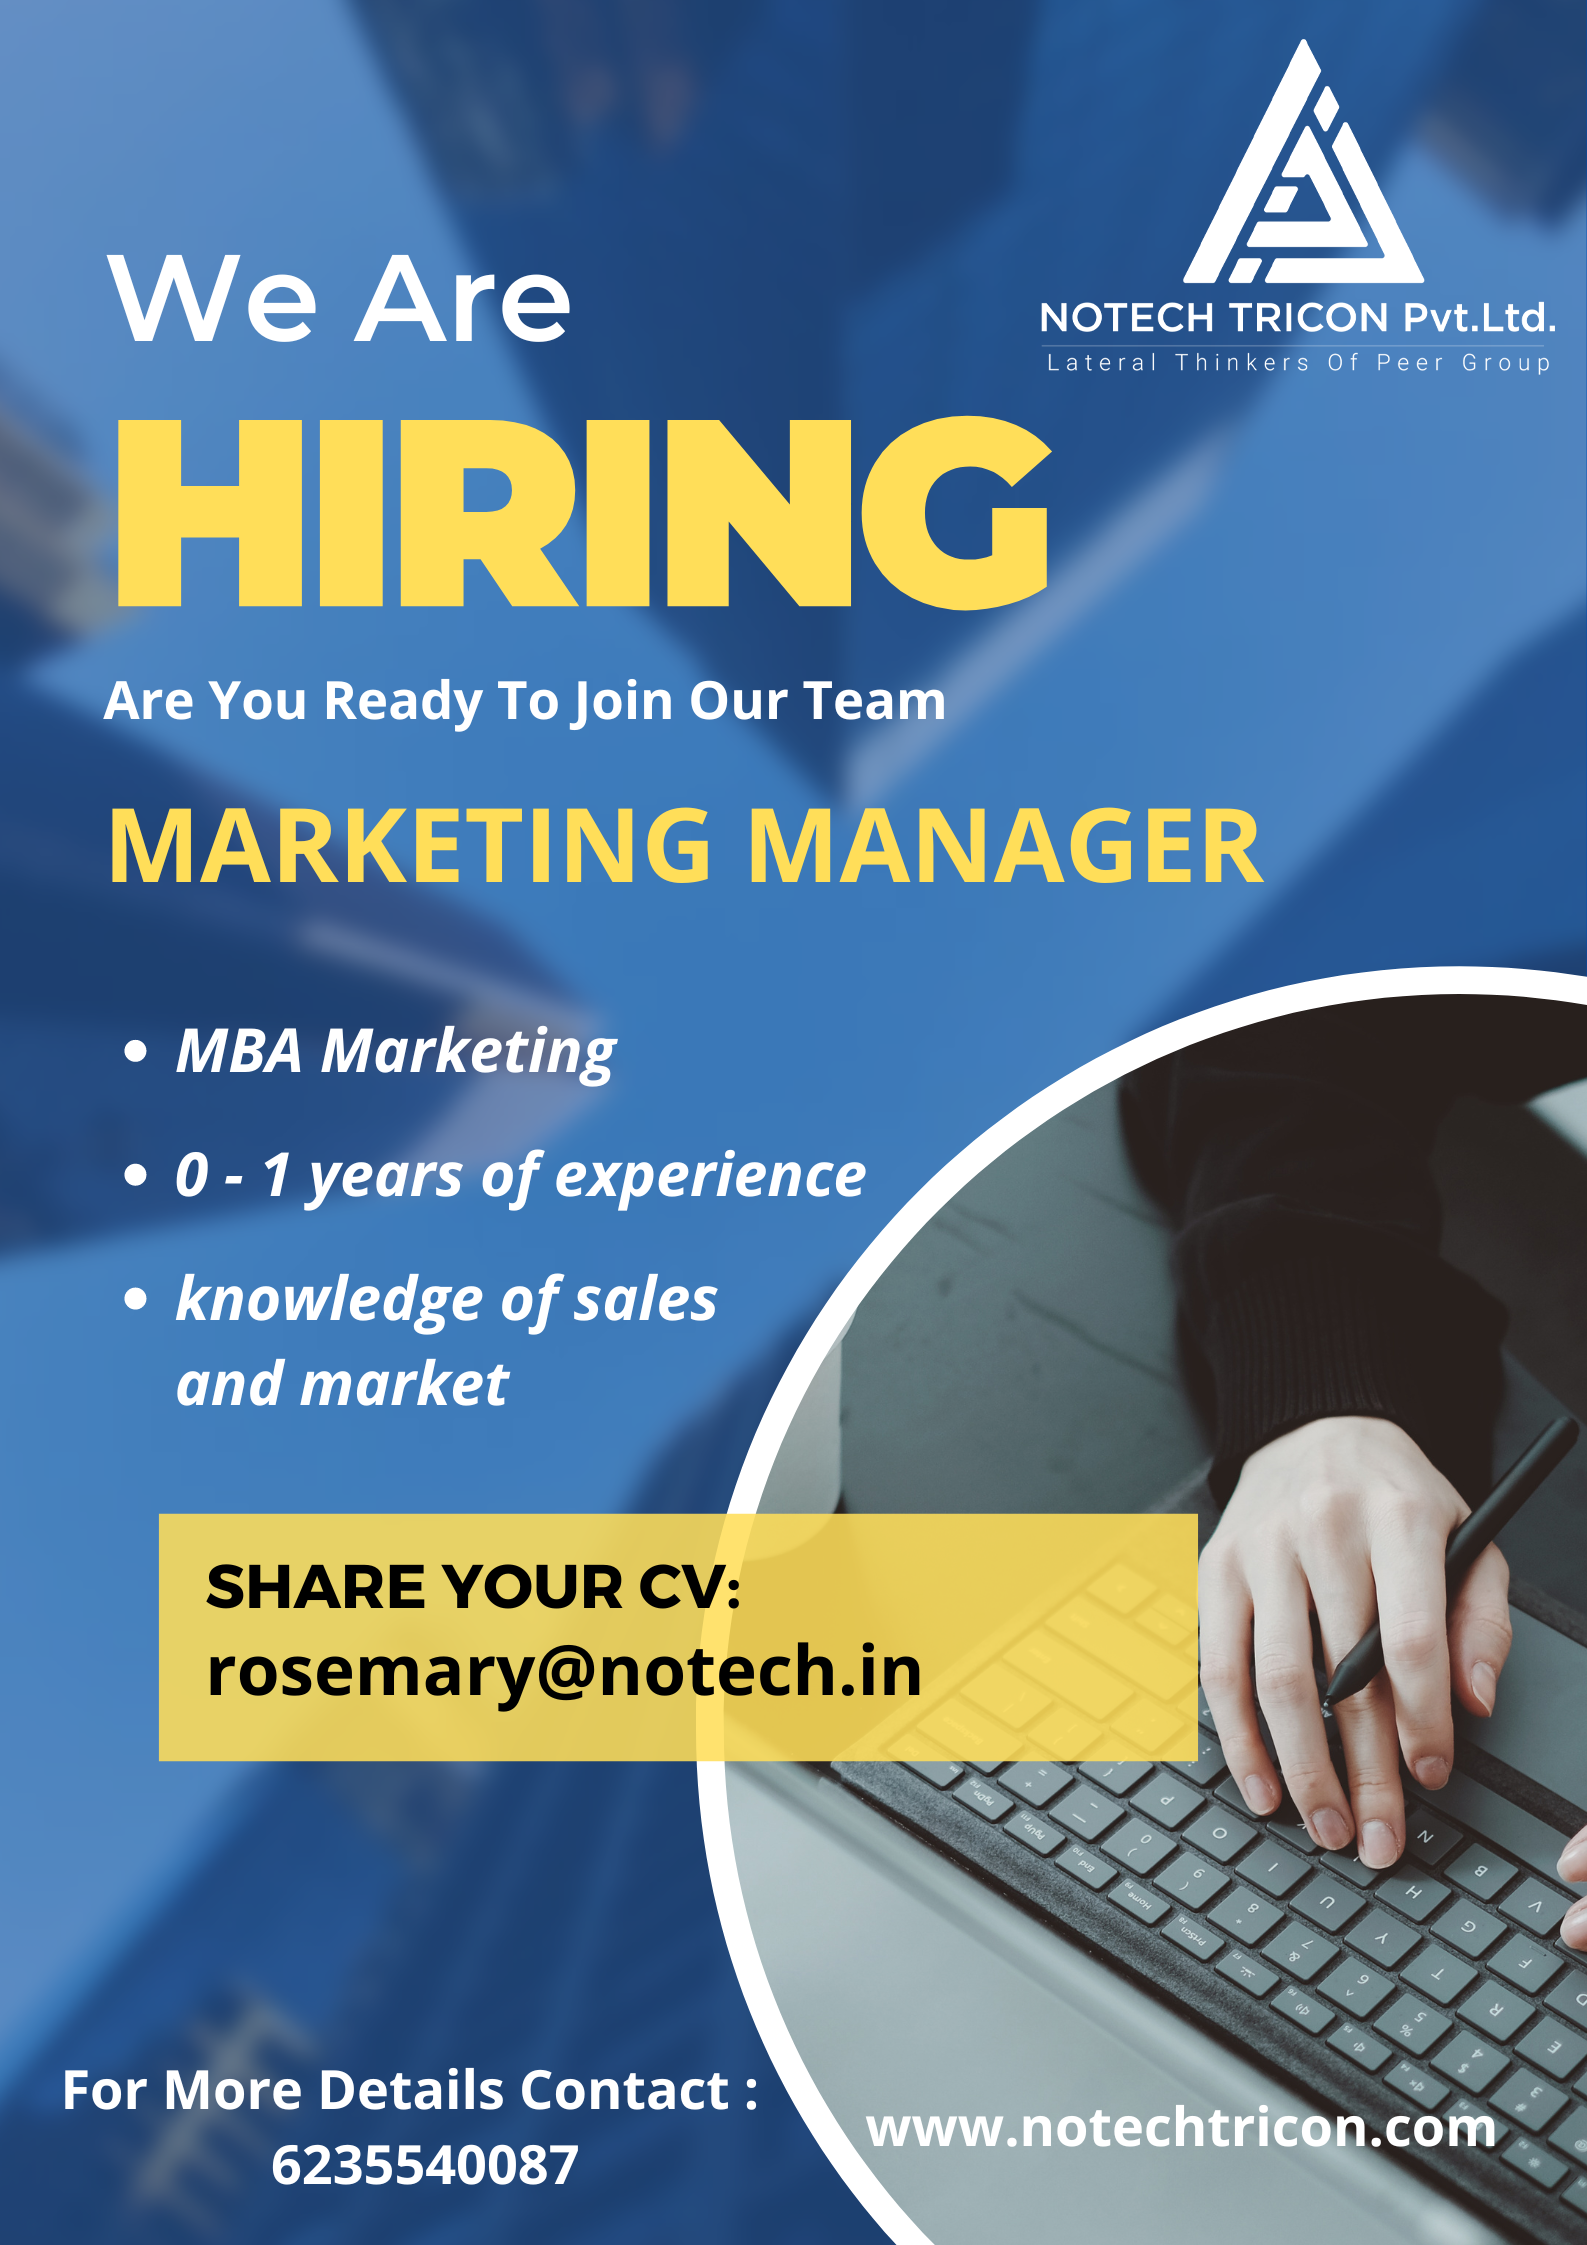 NOTECH TRICON Pvt.Ltd.
Lateral Thinkers Of Peer Group
We Are
HIRING
Are You Ready To Join Our Team
MARKETING MANAGER
• MBA Marketing
• 0 - 1 years of experience
• knowledge of sales
and market
SHARE YOUR CV:
rosemary@notech.in
For More Details Contact :
6235540087
www.notechtricon.com